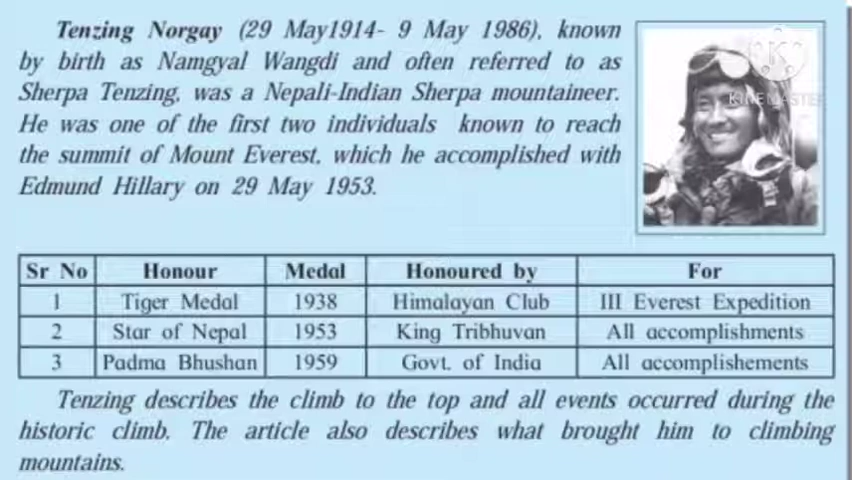 Tenzing Norgay (29 May1914- 9 May 1986), known
by birth as Namgyal Wangdi and often referred to as
Sherpa Tenzing, was a Nepali-Indian Sherpa mountaineer.
He was one of the first two individuals known to reach
the summit of Mount Everest, which he accomplished with
Edmund Hillary on 29 May 1953.
KINEMASTER
Sr No Honour Medal Honoured by For
1 Tiger Medal 1938 Himalayan Club III Everest Expedition
2 Star of Nepal 1953 King Tribhuvan All accomplishments
3 Padma Bhushan 1959 Govt. of India All accomplishements
Tenzing describes the climb to the top and all events occurred during the
historic climb. The article also describes what brought him to climbing
mountains.